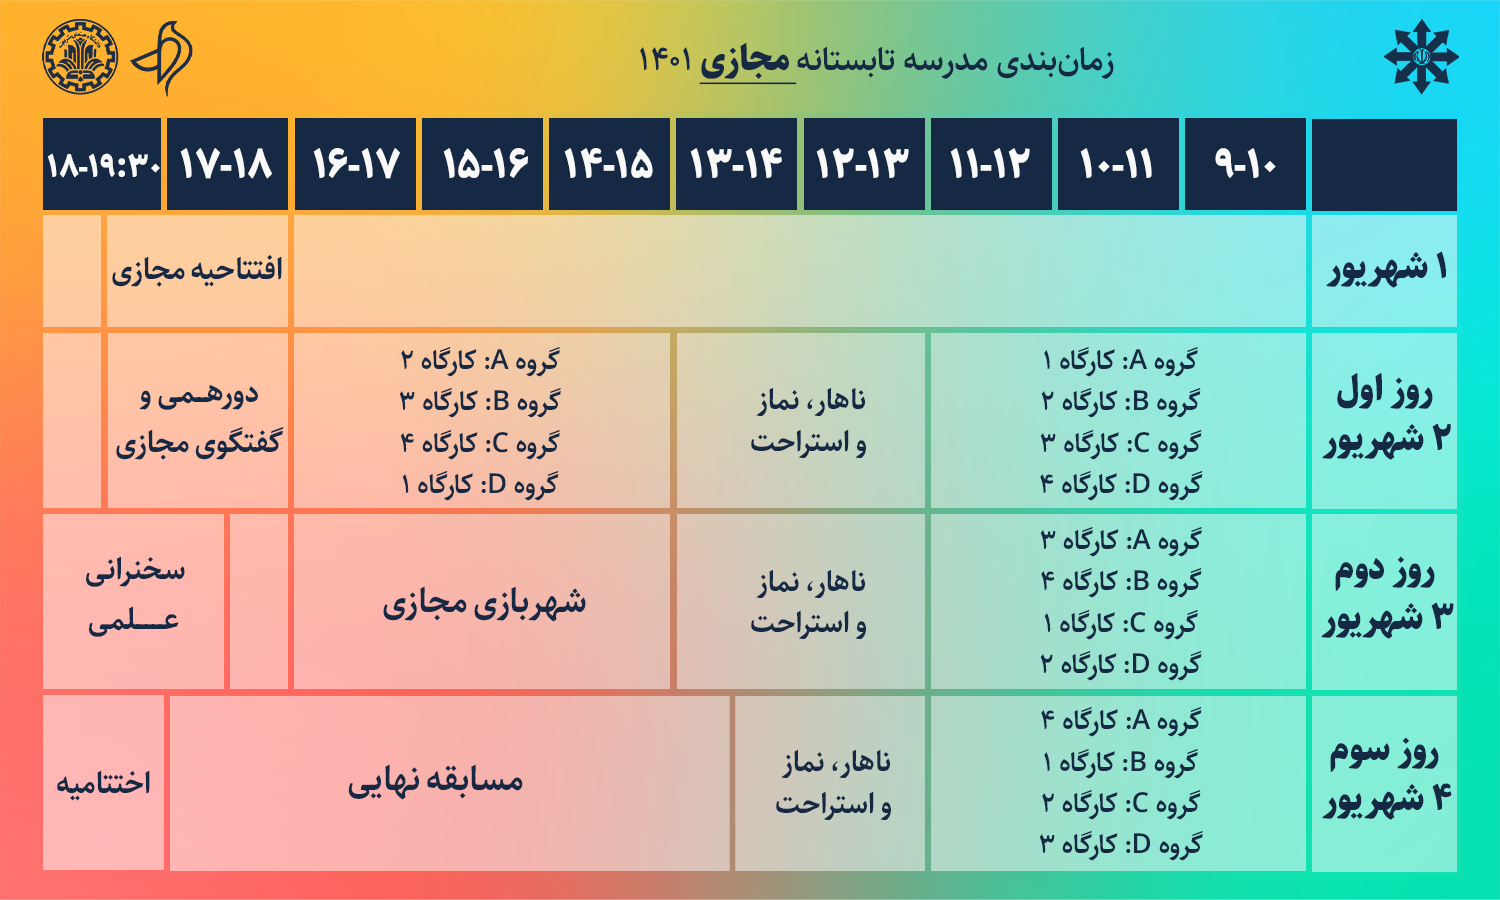 زمان‌بندی مدرسه تابستانه مجازی ۱۴۰۱
۹-۱۰
۱۰-۱۱
۱۱-۱۲
۱۲-۱۳
۱۳-۱۴
۱۴-۱۵
۱۵-۱۶
۱۶-۱۷
۱۷-۱۸
۱۸-۱۹:۳۰
۱ شهریور
افتتاحیه مجازی
روز اول
۲ شهریور
گروه A: کارگاه ۱
گروه B: کارگاه ۲
گروه C: کارگاه ۳
گروه D: کارگاه ۴
ناهار، نماز
و استراحت
گروه A: کارگاه ۲
گروه B: کارگاه ۳
گروه C: کارگاه ۴
گروه D: کارگاه ۱
دورهـمی و
گفتگوی مجازی
روز دوم
۳ شهریور
گروه A: کارگاه ۳
گروه B: کارگاه ۴
گروه C: کارگاه ۱
گروه D: کارگاه ۲
ناهار، نماز
و استراحت
شهربازی مجازی
سخنرانی
عـــلمی
روز سوم
۴ شهریور
گروه A: کارگاه ۴
گروه B: کارگاه ۱
گروه C: کارگاه ۲
گروه D: کارگاه ۳
ناهار، نماز
و استراحت
مسابقه نهایی
اختتامیه